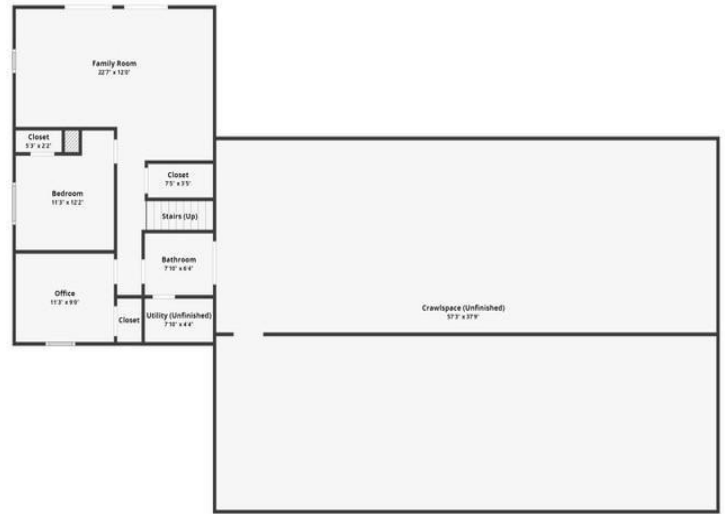 Family Room
22'7" x 12'0"
Closet
5'3" x 2'2"
Closet
7'5" x 3'5"
Bedroom
11'3" x 12'2"
Stairs (Up)
Bathroom
7'10" x 6'4"
Office
11'3" x 9'8"
Closet
Utility (Unfinished)
7'10" x 4'4"
Crawlspace (Unfinished)
57'3" x 37'9"